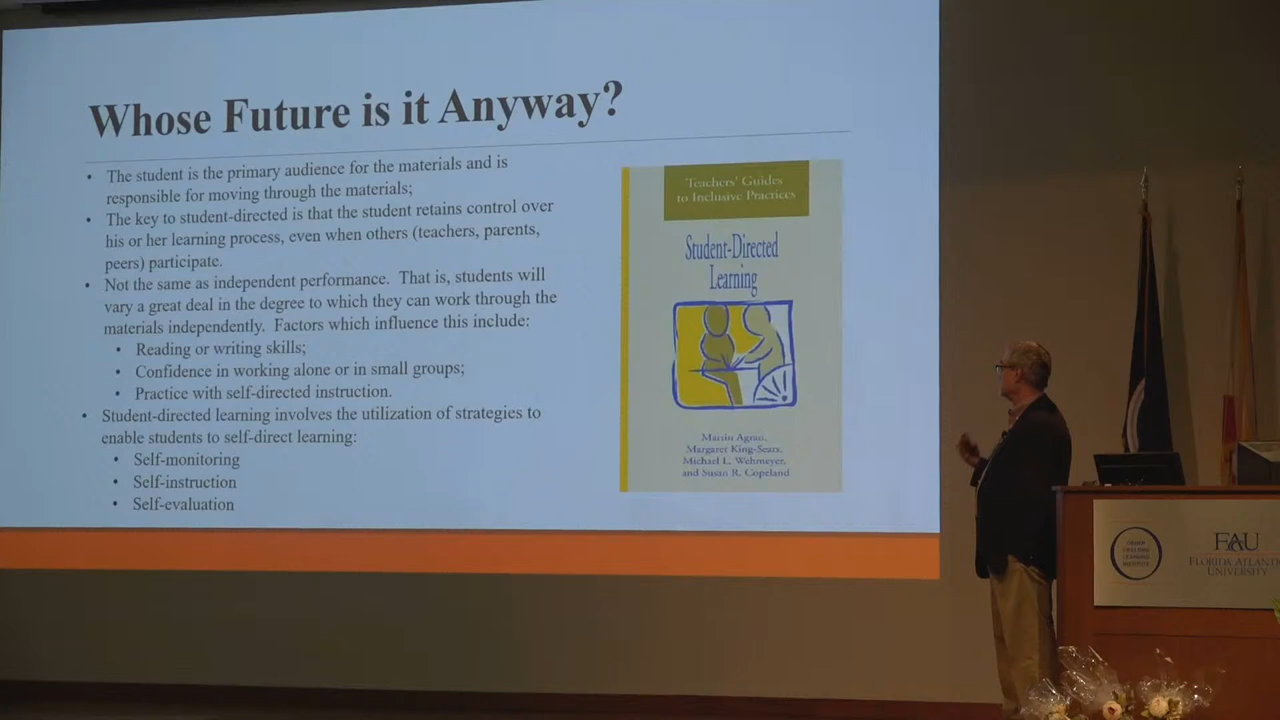 Whose Future is it Anyway?
• The student is the primary audience for the materials and is
responsible for moving through the materials;
• The key to student-directed is that the student retains control over
his or her learning process, even when others (teachers, parents,
peers) participate.
• Not the same as independent performance. That is, students will
vary a great deal in the degree to which they can work through the
materials independently. Factors which influence this include:
• Reading or writing skills;
• Confidence in working alone or in small groups;
• Practice with self-directed instruction.
• Student-directed learning involves the utilization of strategies to
enable students to self-direct learning:
• Self-monitoring
• Self-instruction
• Self-evaluation
Teachers' Guides
to Inclusive Practices
Student-Directed
Learning
Martin Agran,
Margaret King-Sears,
Michael L. Wehmeyer,
and Susan R. Copeland
LIFELONG
LEARNING
INSTITUTE
FAU
FLORIDA ATLANTI
UNIVERSITY